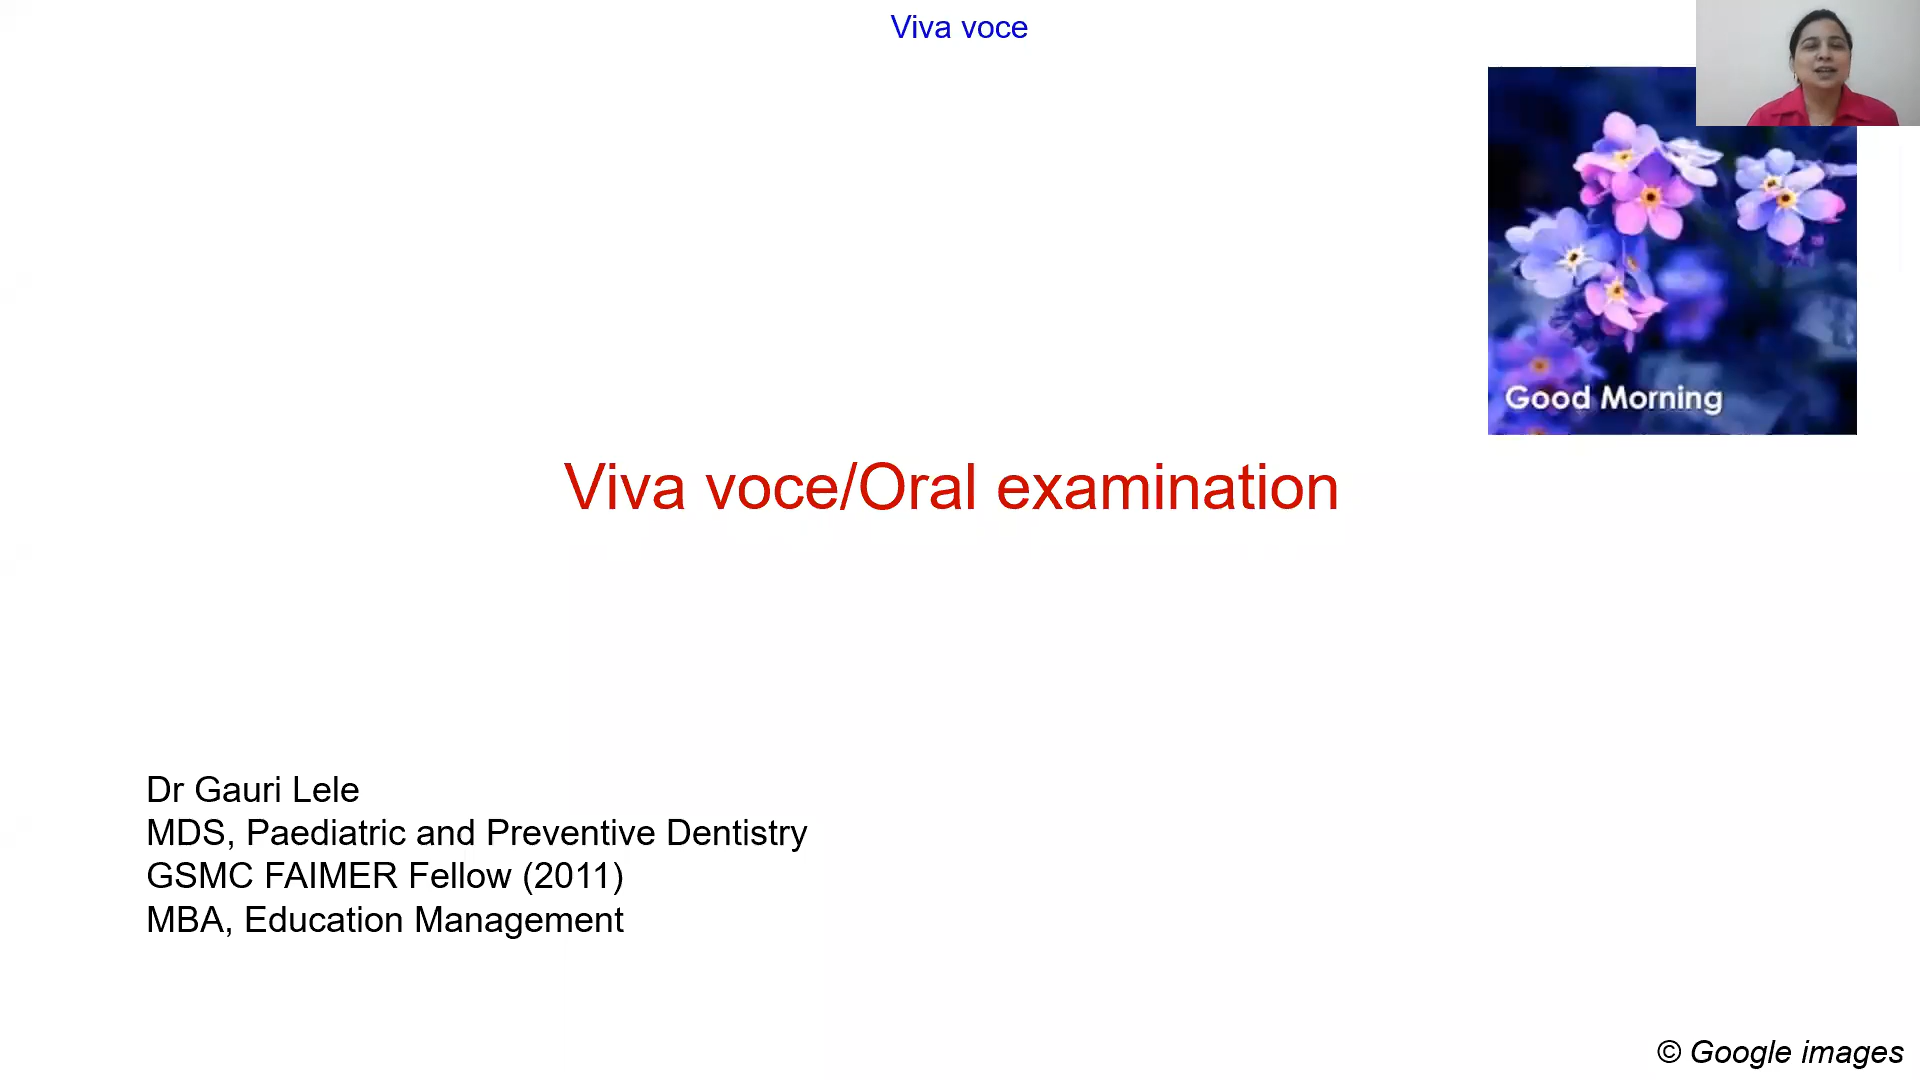 Viva voce
Good Morning
Viva voce/Oral examination
Dr Gauri Lele
MDS, Paediatric and Preventive Dentistry
GSMC FAIMER Fellow (2011)
MBA, Education Management
© Google images